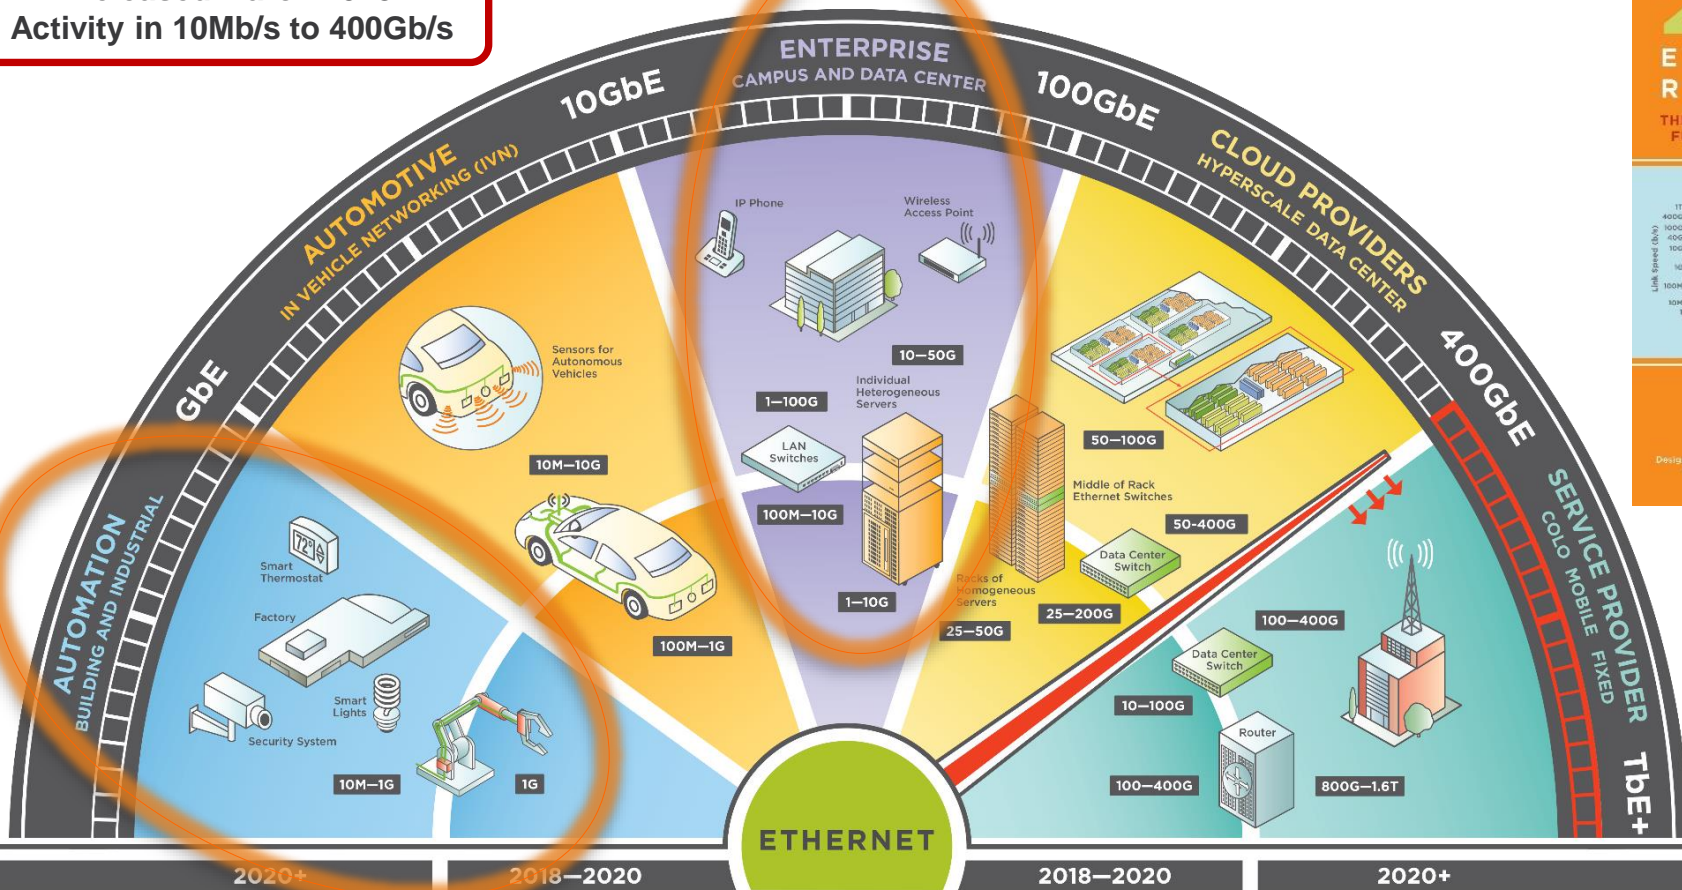 Activity in 10Mb/s to 400Gb/s
ENTERPRISE
CAMPUS AND DATA CENTER
10GbE
100GbE
AUTOMOTIVE
IN VEHICLE NETWORKING (IVN)
CLOUD PROVIDERS
HYPERSCALE DATA CENTER
GbE
400GbE
AUTOMATION
BUILDING AND INDUSTRIAL
SERVICE PROVIDER
COLO MOBILE FIXED
TbE+
IP Phone
Wireless
Access Point
10—50G
Individual
Heterogeneous
Servers
1—100G
LAN
Switches
100M—10G
1—10G
Sensors for
Autonomous
Vehicles
10M—10G
100M—1G
50—100G
Middle of Rack
Ethernet Switches
50-400G
Data Center
Switch
Racks of
Homogeneous
Servers
25—200G
25—50G
72°
Smart
Thermostat
Factory
Smart
Lights
Security System
10M—1G
1G
100—400G
Data Center
Switch
10—100G
Router
100—400G
800G—1.6T
ETHERNET
2020+
2018—2020
2018—2020
2020+
E
R
Link Speed (b/s)